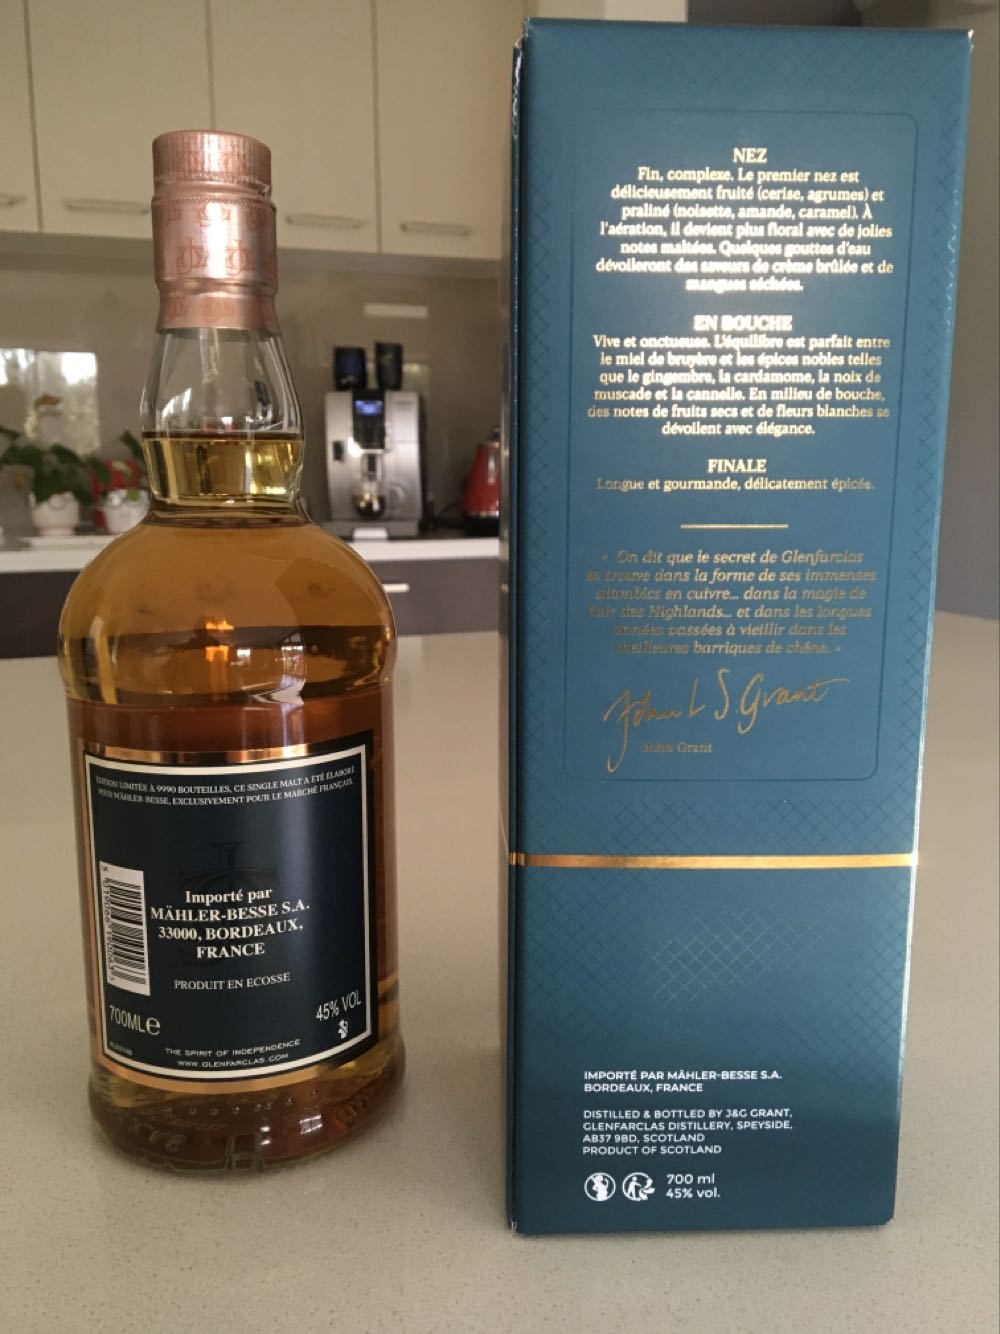 ÉDITION LIMITÉE À 9990 BOUTEILLES, CE SINGLE MALT A ÉTÉ ÉLABORÉ
POUR MÄHLER-BESSE, EXCLUSIVEMENT POUR LE MARCHÉ FRANÇAIS.
Importé par
MÄHLER-BESSE S.A.
33000, BORDEAUX,
FRANCE
PRODUIT EN ECOSSE
700MLe
45% VOL
THE SPIRIT OF INDEPENDENCE
WWW.GLENFARCLAS.COM
NEZ
Fin, complexe. Le premier nez est
délicieusement fruité (cerise, agrumes) et
praliné (noisette, amande, caramel). À
l'aération, il devient plus floral avec de jolies
notes maltées. Quelques gouttes d'eau
dévoileront des saveurs de crème brûlée et de
mangues séchées.
EN BOUCHE
Vive et onctueuse. L'équilibre est parfait entre
le miel de bruyère et les épices nobles telles
que le gingembre, la cardamome, la noix de
muscade et la cannelle. En milieu de bouche,
des notes de fruits secs et de fleurs blanches se
dévoilent avec élégance.
FINALE
Longue et gourmande, délicatement épicée.
« On dit que le secret de Glenfarclas
se trouve dans la forme de ses immenses
alambics en cuivre... dans la magie de
l'air des Highlands... et dans les longues
années passées à vieillir dans les
meilleures barriques de chêne. »
John L S Grant
John Grant
IMPORTÉ PAR MÄHLER-BESSE S.A.
BORDEAUX, FRANCE
DISTILLED & BOTTLED BY J&G GRANT,
GLENFARCLAS DISTILLERY, SPEYSIDE,
AB37 9BD, SCOTLAND
PRODUCT OF SCOTLAND
700 ml
45% vol.